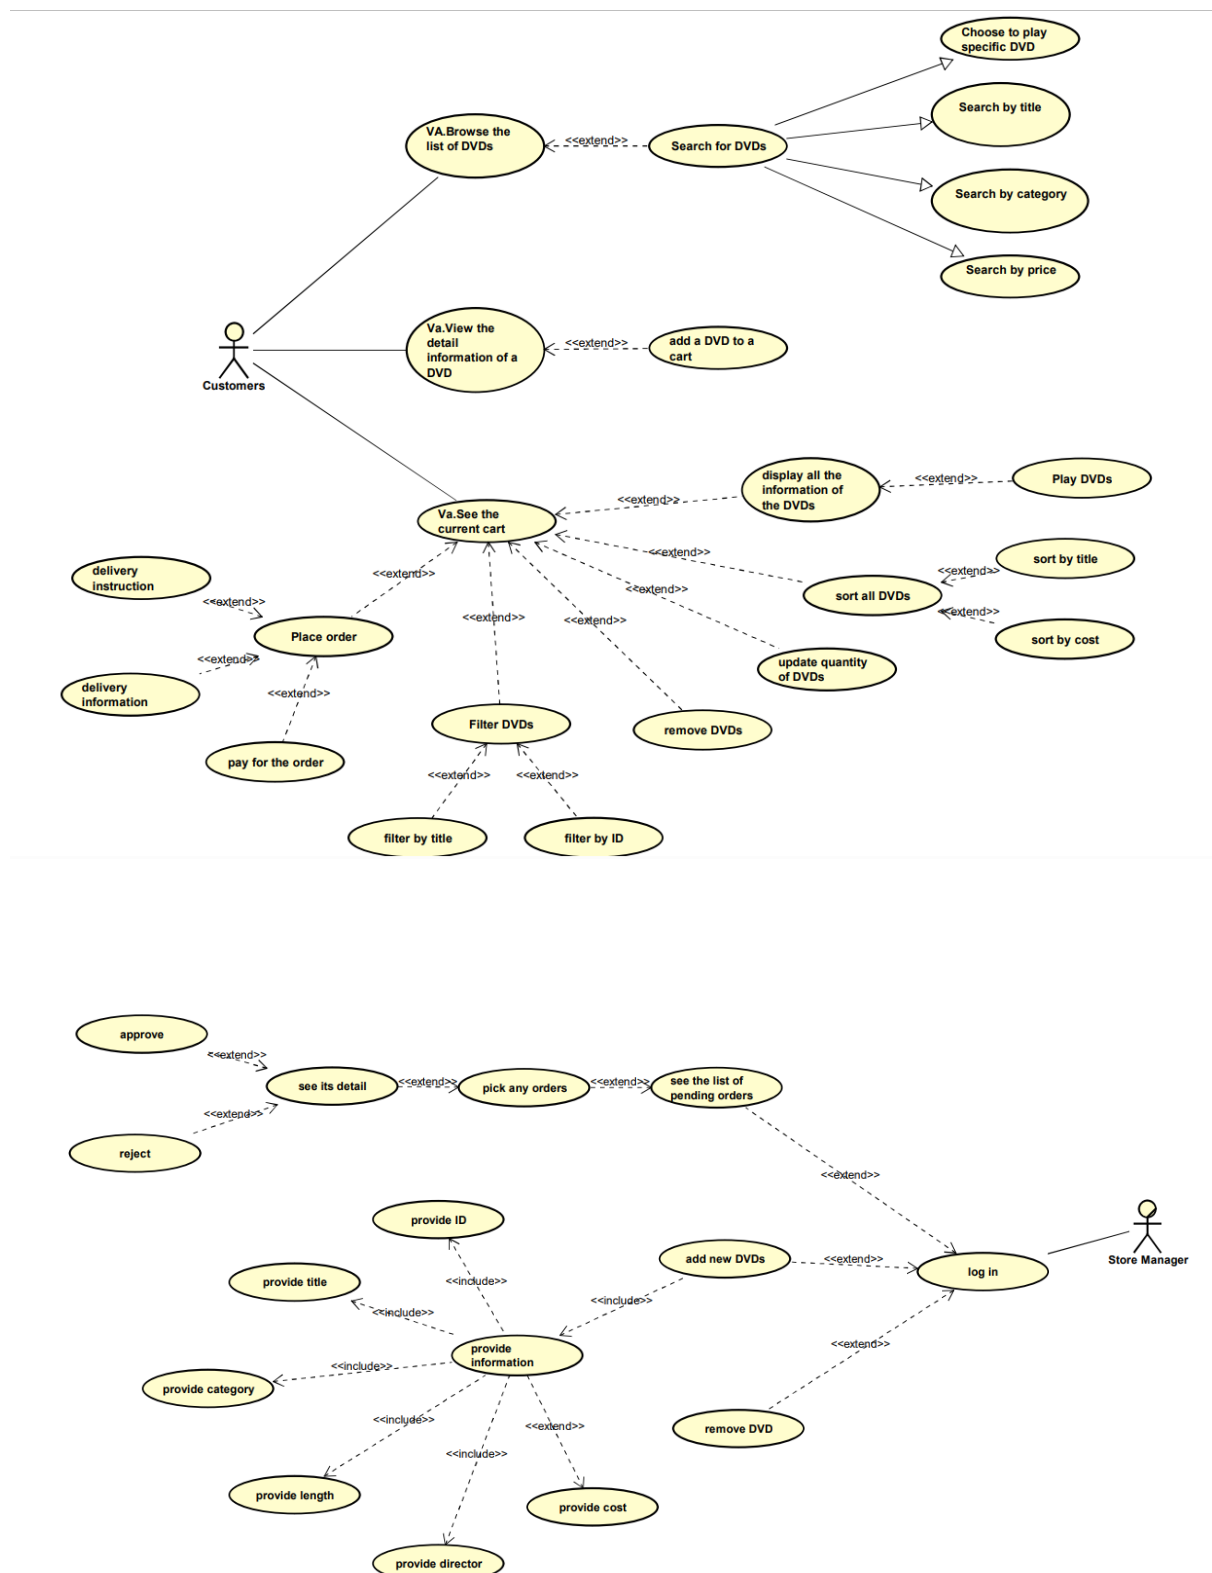 Choose to play
specific DVD
Search by title
VA.Browse the
list of DVDs
<<extend>>
Search for DVDs
Search by category
Search by price
Va.View the
detail
information of a
DVD
<<extend>>
add a DVD to a
cart
Customers
display all the
information of
the DVDs
<<extend>>
Play DVDs
<<extend>>
Va.See the
current cart
<<extend>>
sort by title
delivery
instruction
<<extend>>
<<extend>>
<<extend>>
sort all DVDs
<<extend>>
<<extend>>
<<extend>>
<<extend>>
Place order
sort by cost
<<extend>>
update quantity
of DVDs
delivery
information
<<extend>>
Filter DVDs
remove DVDs
pay for the order
<<extend>>
<<extend>>
filter by title
filter by ID
approve
<<extend>>
see its detail
<<extend>>
pick any orders
<<extend>>
see the list of
pending orders
<<extend>>
reject
<<extend>>
provide ID
add new DVDs
<<extend>>
log in
Store Manager
provide title
<<include>>
<<include>>
<<include>>
provide
information
<<extend>>
<<include>>
provide category
<<include>>
<<extend>>
remove DVD
<<include>>
provide length
provide cost
provide director